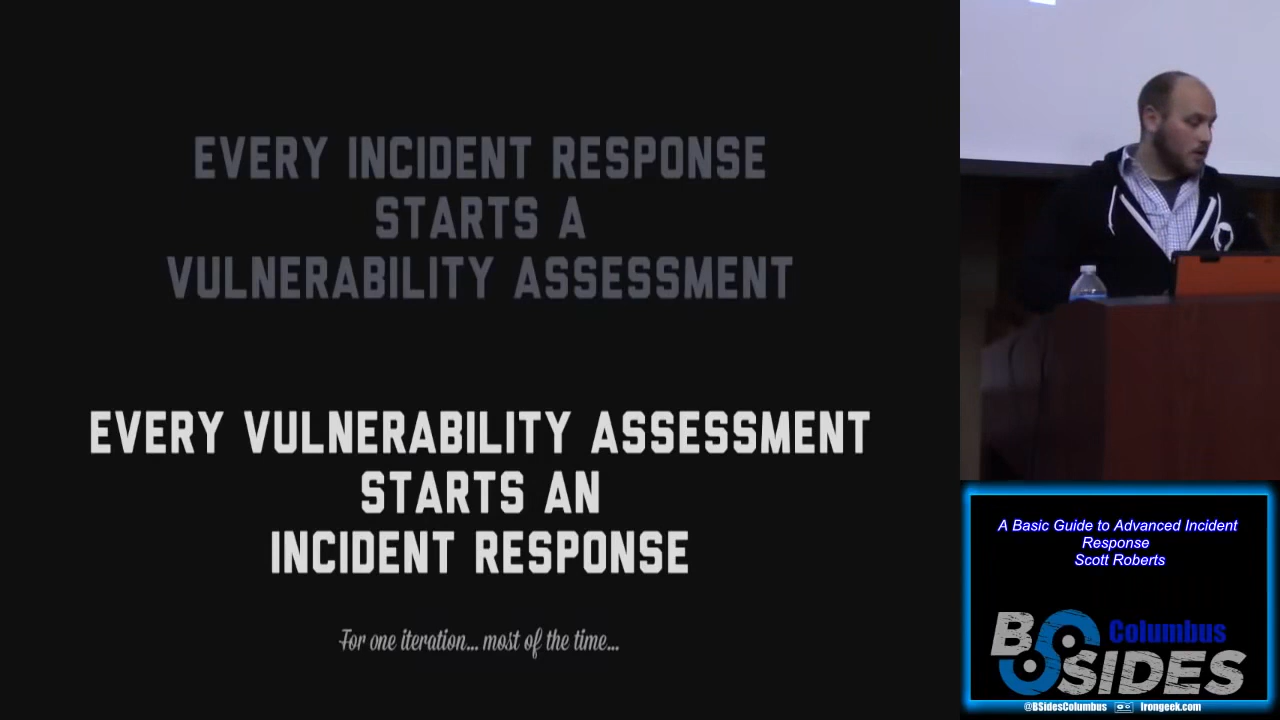 EVERY INCIDENT RESPONSE
STARTS A
VULNERABILITY ASSESSMENT
EVERY VULNERABILITY ASSESSMENT
STARTS AN
INCIDENT RESPONSE
For one iteration... most of the time...
A Basic Guide to Advanced Incident
Response
Scott Roberts
BSIDES
Columbus
@BSidesColumbus Irongeek.com